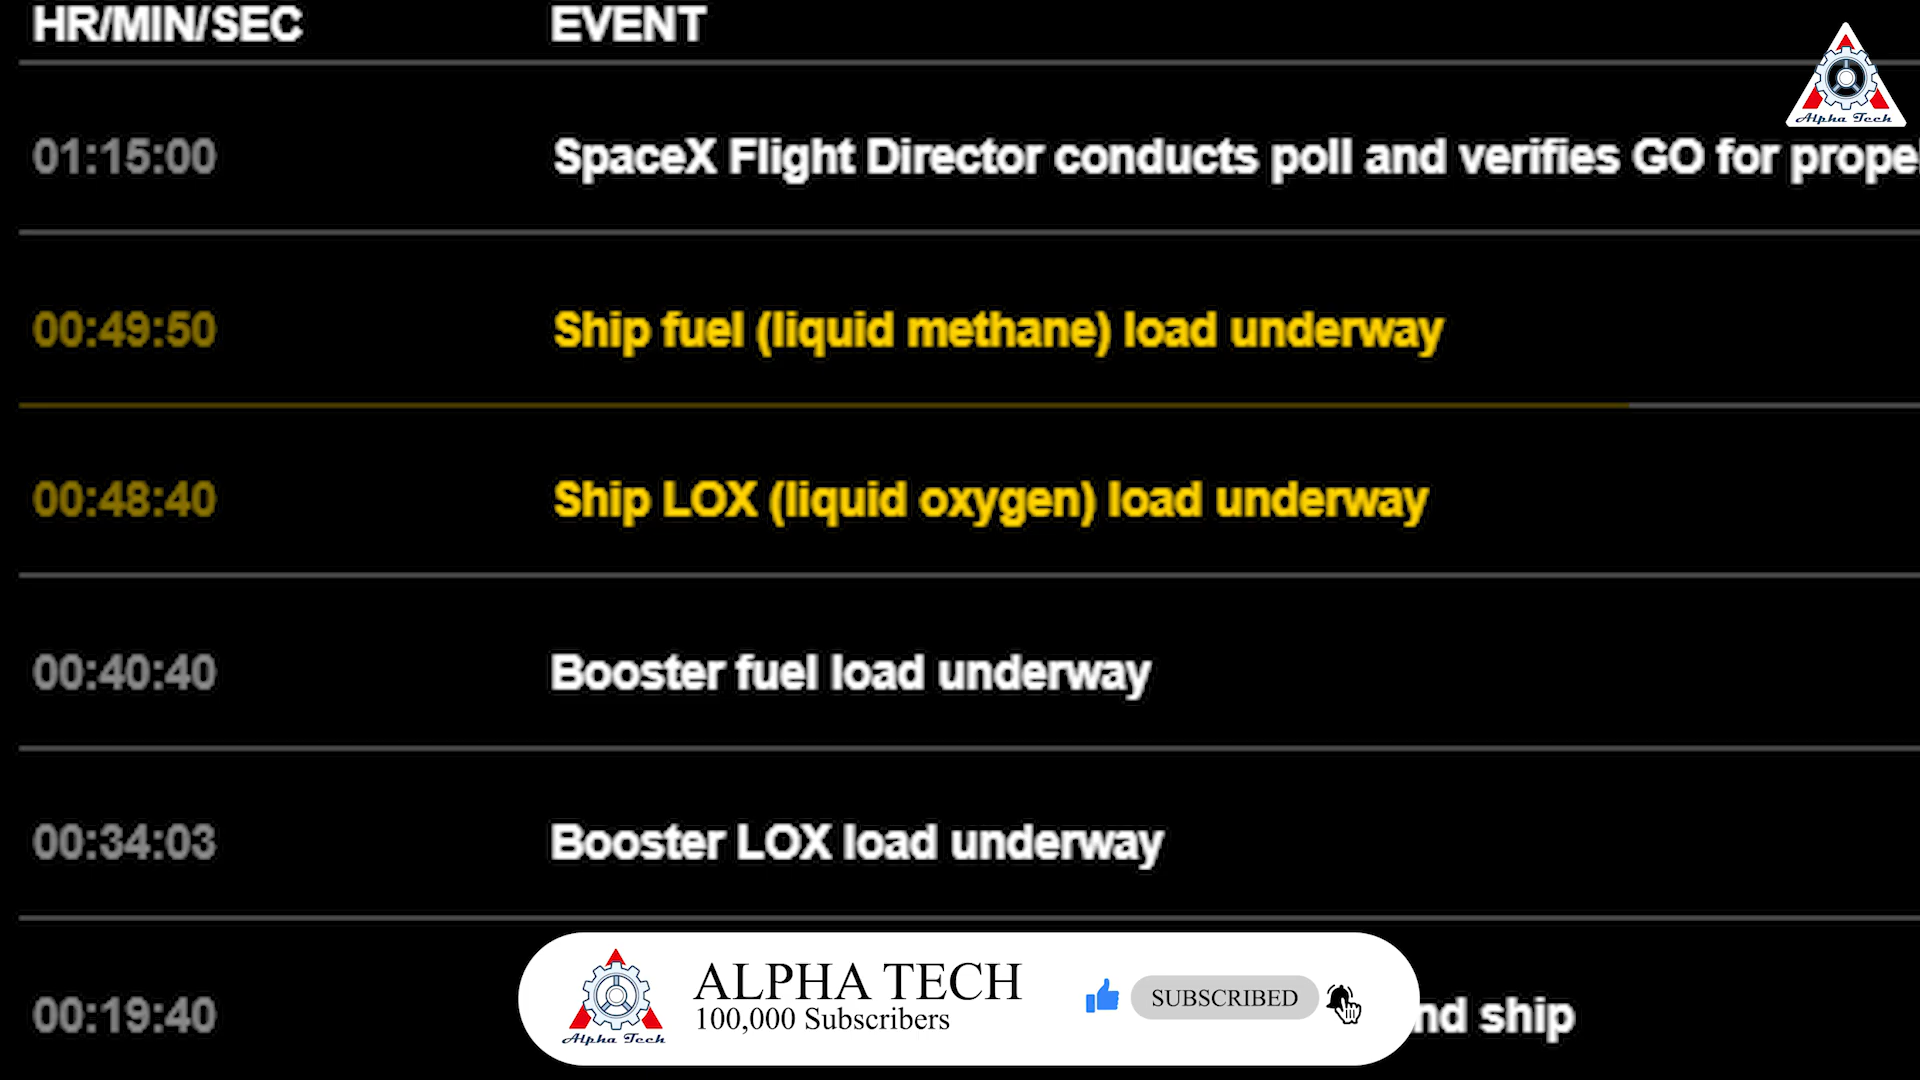 HR/MIN/SEC EVENT
Alpha Tech
01:15:00 SpaceX Flight Director conducts poll and verifies GO for
00:49:50 Ship fuel (liquid methane) load underway
00:48:40 Ship LOX (liquid oxygen) load underway
00:40:40 Booster fuel load underway
00:34:03 Booster LOX load underway
00:19:40 ship
ALPHA TECH
100,000 Subscribers
SUBSCRIBED
Alpha Tech